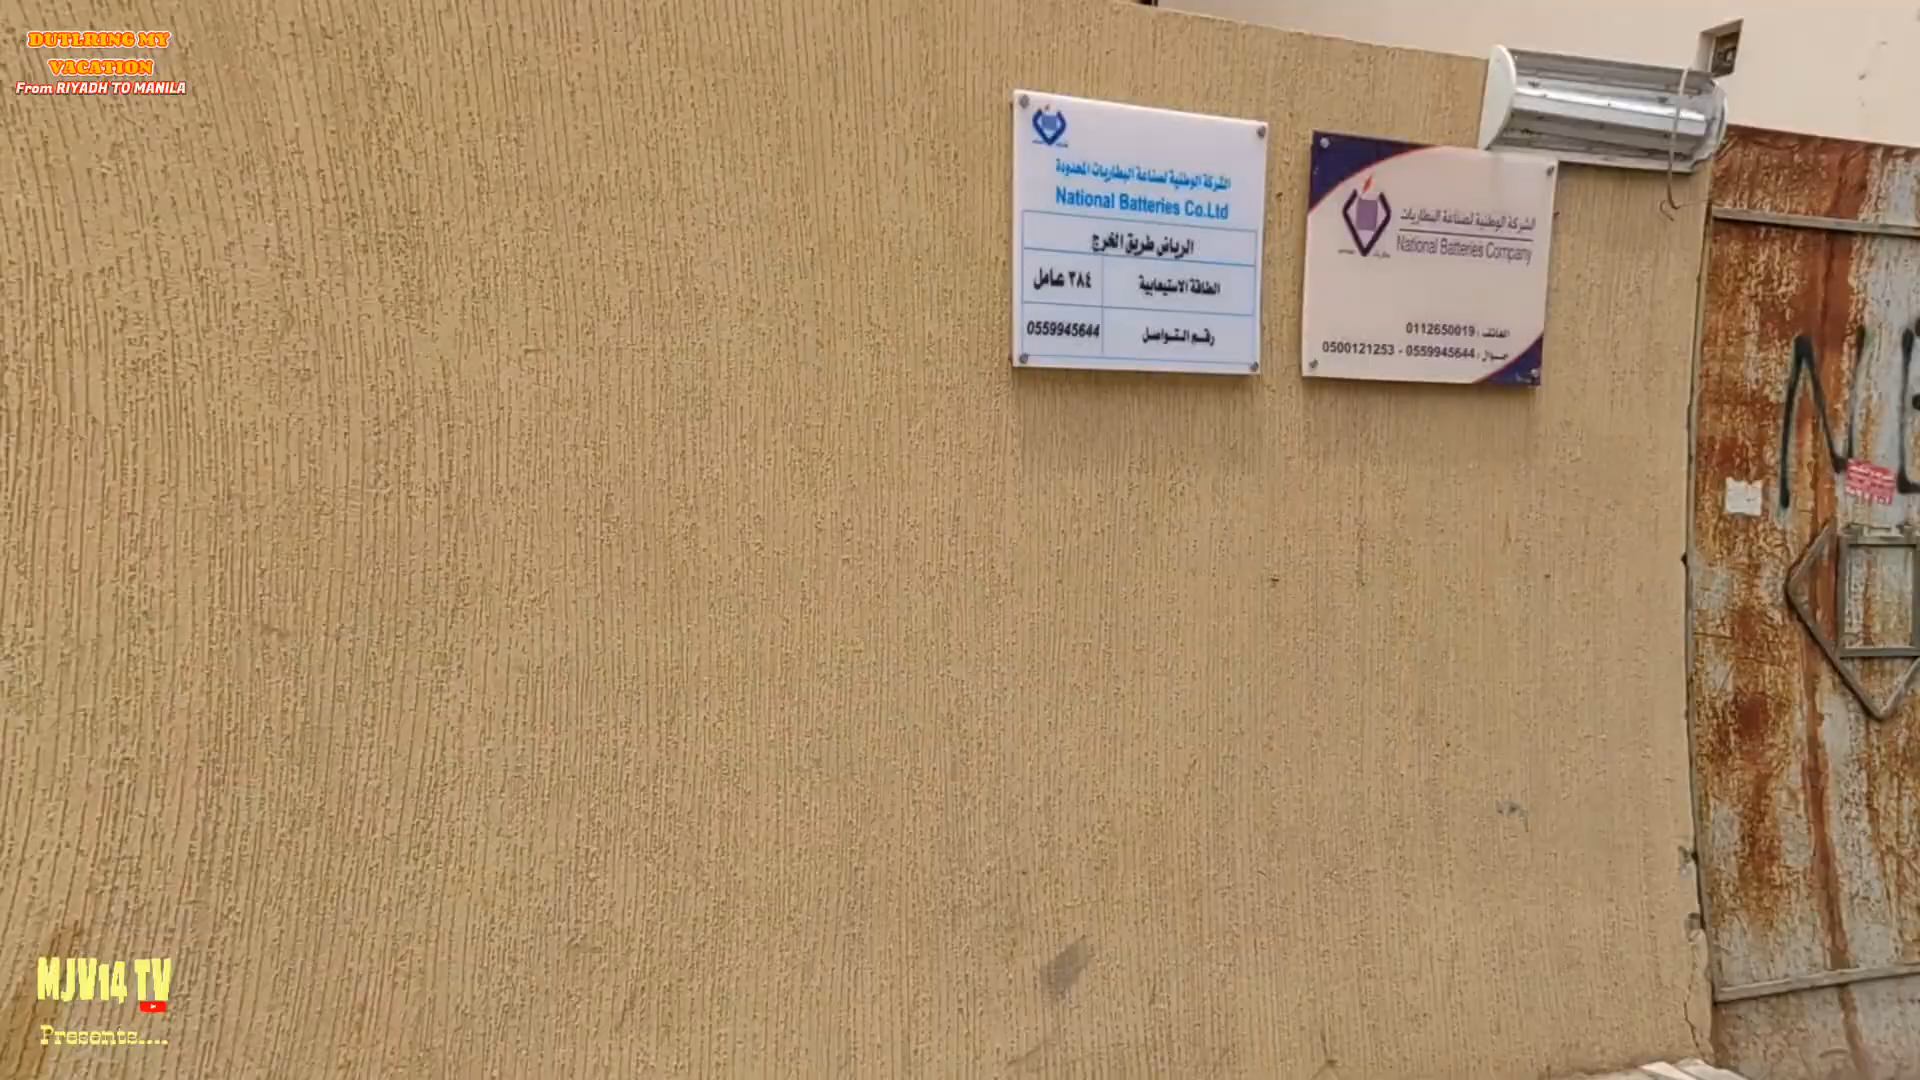 DUTLRING MY
VACATION
From RIYADH TO MANILA
الشركة الوطنية لصناعة البطاريات المحدودة
National Batteries Co.Ltd
الرياض طريق الخرج
الطاقة الاستيعابية ٣٨٤ عامل
رقم التواصل 0559945644
الشركة الوطنية لصناعة البطاريات
National Batteries Company
الهاتف : 0112650019
جوال : 0559945644 - 0500121253
MJV14 TV
Presents....